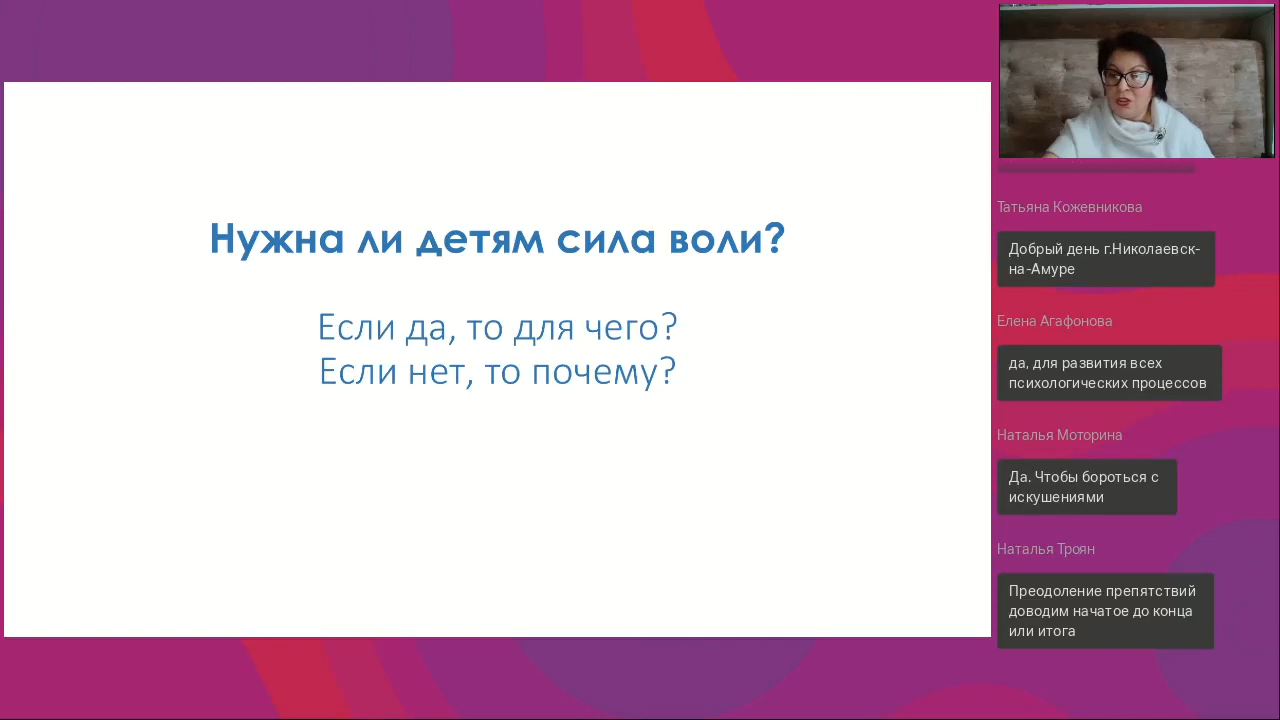 Нужна ли детям сила воли?
Если да, то для чего?
Если нет, то почему?
Татьяна Кожевникова
Добрый день г.Николаевск-
на-Амуре
Елена Агафонова
да, для развития всех
психологических процессов
Наталья Моторина
Да. Чтобы бороться с
искушениями
Наталья Троян
Преодоление препятствий
доводим начатое до конца
или итога